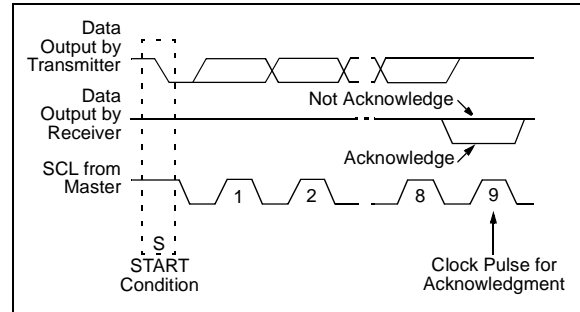 Data
Output by
Transmitter
Data
Output by
Receiver
Not Acknowledge
Acknowledge
SCL from
Master
1
2
8
9
S
START
Condition
Clock Pulse for
Acknowledgment